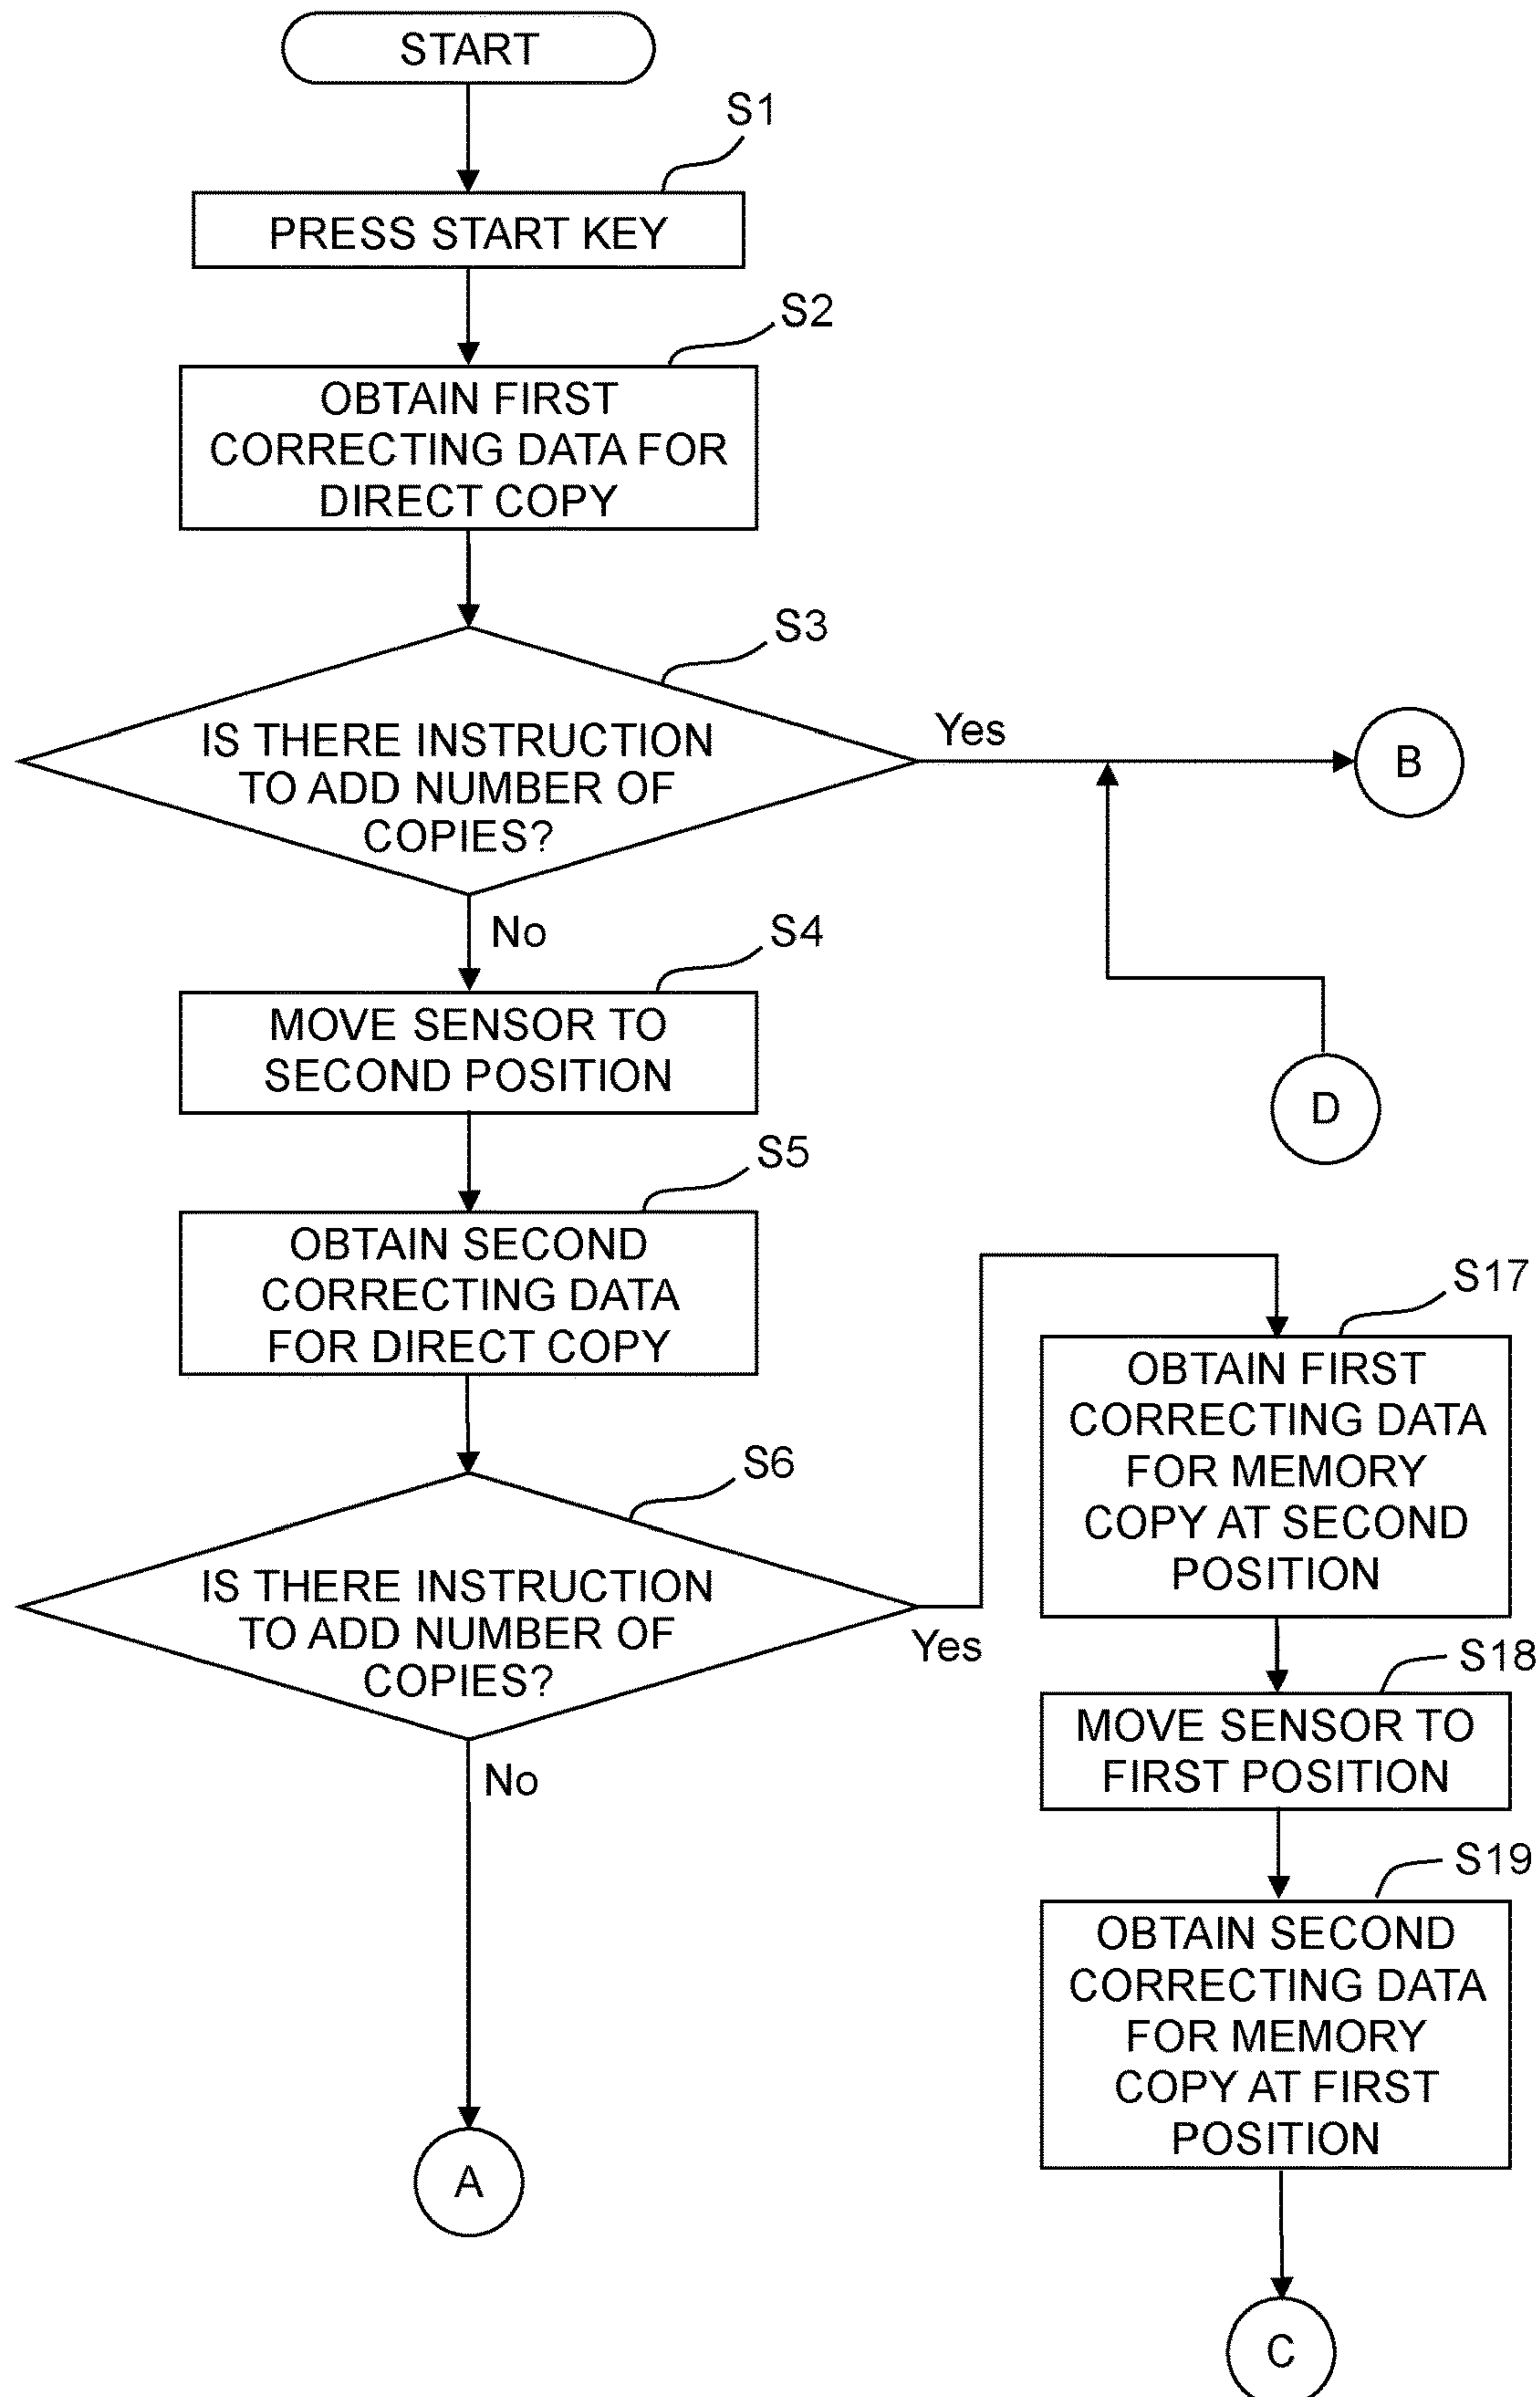 START
S1
PRESS START KEY
S2
OBTAIN FIRST
CORRECTING DATA FOR
DIRECT COPY
S3
IS THERE INSTRUCTION
TO ADD NUMBER OF
COPIES?
Yes
B
No
S4
MOVE SENSOR TO
SECOND POSITION
D
S5
OBTAIN SECOND
CORRECTING DATA
FOR DIRECT COPY
S6
IS THERE INSTRUCTION
TO ADD NUMBER OF
COPIES?
Yes
No
A
S17
OBTAIN FIRST
CORRECTING DATA
FOR MEMORY
COPY AT SECOND
POSITION
S18
MOVE SENSOR TO
FIRST POSITION
S19
OBTAIN SECOND
CORRECTING DATA
FOR MEMORY
COPY AT FIRST
POSITION
C